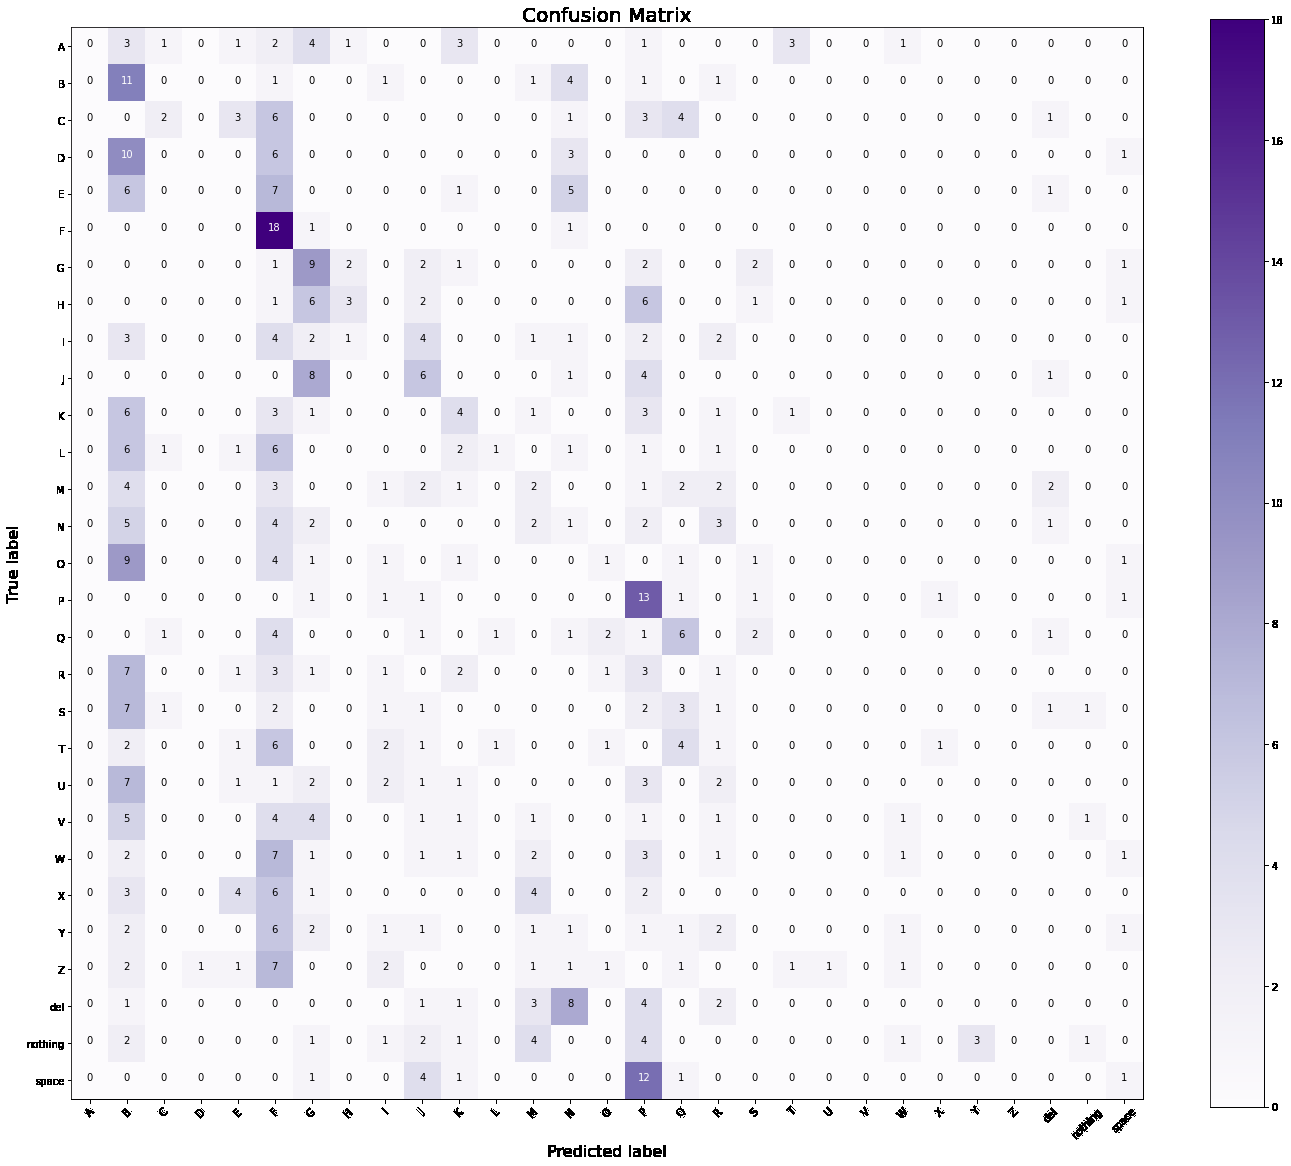 Confusion Matrix
A 0 3 1 0 1 2 4 1 0 0 3 0 0 0 0 1 0 0 0 3 0 0 1 0 0 0 0 0 0
B 0 11 0 0 0 1 0 0 1 0 0 0 1 4 0 1 0 1 0 0 0 0 0 0 0 0 0 0 0
C 0 0 2 0 3 6 0 0 0 0 0 0 0 1 0 3 4 0 0 0 0 0 0 0 0 0 1 0 0
D 0 10 0 0 0 6 0 0 0 0 0 0 0 3 0 0 0 0 0 0 0 0 0 0 0 0 0 0 1
E 0 6 0 0 0 7 0 0 0 0 1 0 0 5 0 0 0 0 0 0 0 0 0 0 0 0 1 0 0
F 0 0 0 0 0 18 1 0 0 0 0 0 0 1 0 0 0 0 0 0 0 0 0 0 0 0 0 0 0
G 0 0 0 0 0 1 9 2 0 2 1 0 0 0 0 2 0 0 2 0 0 0 0 0 0 0 0 0 1
H 0 0 0 0 0 1 6 3 0 2 0 0 0 0 0 6 0 0 1 0 0 0 0 0 0 0 0 0 1
I 0 3 0 0 0 4 2 1 0 4 0 0 1 1 0 2 0 2 0 0 0 0 0 0 0 0 0 0 0
J 0 0 0 0 0 0 8 0 0 6 0 0 0 1 0 4 0 0 0 0 0 0 0 0 0 0 1 0 0
K 0 6 0 0 0 3 1 0 0 0 4 0 1 0 0 3 0 1 0 1 0 0 0 0 0 0 0 0 0
L 0 6 1 0 1 6 0 0 0 0 2 1 0 1 0 1 0 1 0 0 0 0 0 0 0 0 0 0 0
M 0 4 0 0 0 3 0 0 1 2 1 0 2 0 0 1 2 2 0 0 0 0 0 0 0 0 2 0 0
N 0 5 0 0 0 4 2 0 0 0 0 0 2 1 0 2 0 3 0 0 0 0 0 0 0 0 1 0 0
O 0 9 0 0 0 4 1 0 1 0 1 0 0 0 1 0 1 0 1 0 0 0 0 0 0 0 0 0 1
P 0 0 0 0 0 0 1 0 1 1 0 0 0 0 0 13 1 0 1 0 0 0 0 1 0 0 0 0 1
Q 0 0 1 0 0 4 0 0 0 1 0 1 0 1 2 1 6 0 2 0 0 0 0 0 0 0 1 0 0
R 0 7 0 0 1 3 1 0 1 0 2 0 0 0 1 3 0 1 0 0 0 0 0 0 0 0 0 0 0
S 0 7 1 0 0 2 0 0 1 1 0 0 0 0 0 2 3 1 0 0 0 0 0 0 0 0 1 1 0
T 0 2 0 0 1 6 0 0 2 1 0 1 0 0 1 0 4 1 0 0 0 0 0 1 0 0 0 0 0
U 0 7 0 0 1 1 2 0 2 1 1 0 0 0 0 3 0 2 0 0 0 0 0 0 0 0 0 0 0
V 0 5 0 0 0 4 4 0 0 1 1 0 1 0 0 1 0 1 0 0 0 0 1 0 0 0 0 1 0
W 0 2 0 0 0 7 1 0 0 1 1 0 2 0 0 3 0 1 0 0 0 0 1 0 0 0 0 0 1
X 0 3 0 0 4 6 1 0 0 0 0 0 4 0 0 2 0 0 0 0 0 0 0 0 0 0 0 0 0
Y 0 2 0 0 0 6 2 0 1 1 0 0 1 1 0 1 1 2 0 0 0 0 1 0 0 0 0 0 1
Z 0 2 0 1 1 7 0 0 2 0 0 0 1 1 1 0 1 0 0 1 1 0 1 0 0 0 0 0 0
del 0 1 0 0 0 0 0 0 0 1 1 0 3 8 0 4 0 2 0 0 0 0 0 0 0 0 0 0 0
nothing 0 2 0 0 0 0 1 0 1 2 1 0 4 0 0 4 0 0 0 0 0 0 1 0 3 0 0 1 0
space 0 0 0 0 0 0 1 0 0 4 1 0 0 0 0 12 1 0 0 0 0 0 0 0 0 0 0 0 1
A B C D E F G H I J K L M N O P Q R S T U V W X Y Z del nothing space
True label
Predicted label
18
16
14
12
10
8
6
4
2
0